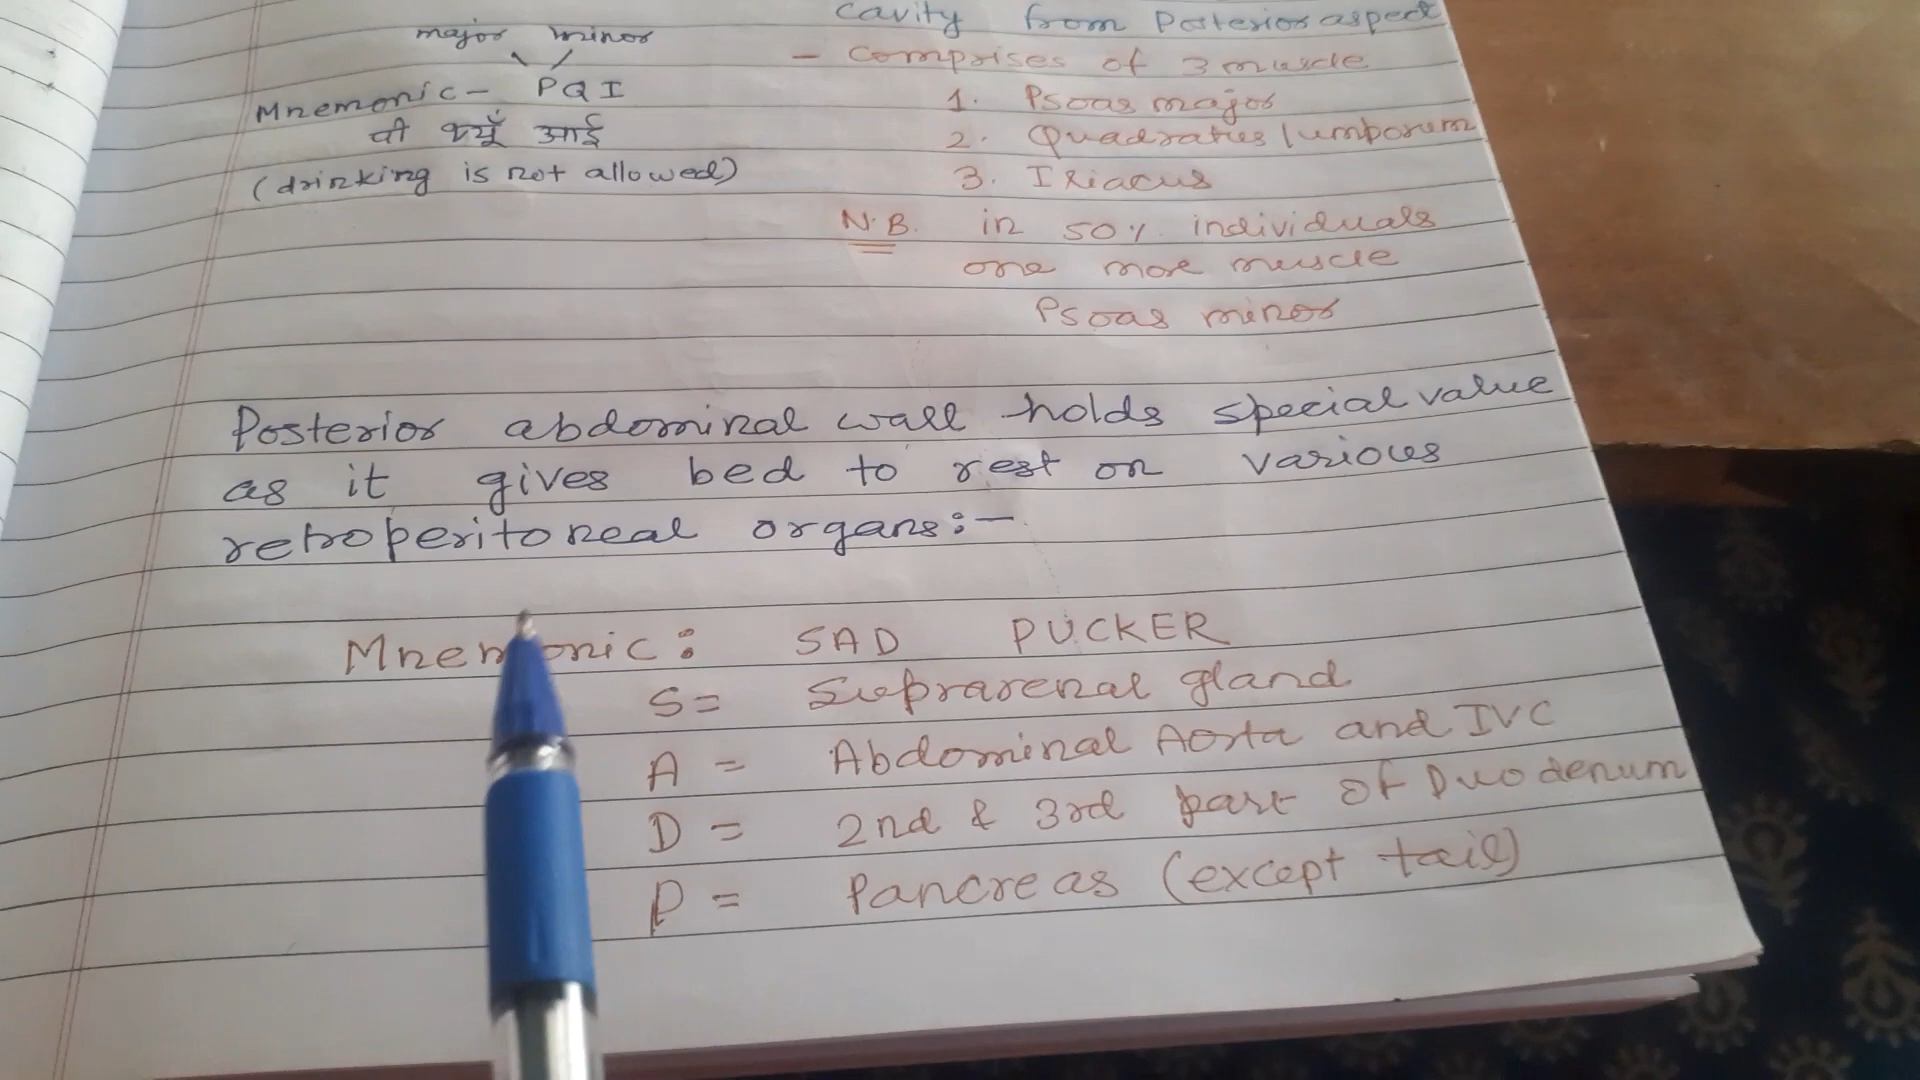 major minor
Mnemonic- PQI
पी क्यूँ आई
(drinking is not allowed)
cavity from Posterior aspect
- Comprises of 3 muscle
1. Psoas major
2. Quadratus lumborum
3. Iliacus
N.B. in 50% individuals
one more muscle
Psoas minor
Posterior abdominal wall holds special value
as it gives bed to rest on various
retroperitoneal organs:-
Mnemonic: SAD PUCKER
S= Suprarenal gland
A = Abdominal Aorta and IVC
D = 2nd & 3rd part of Duodenum
P = Pancreas (except tail)